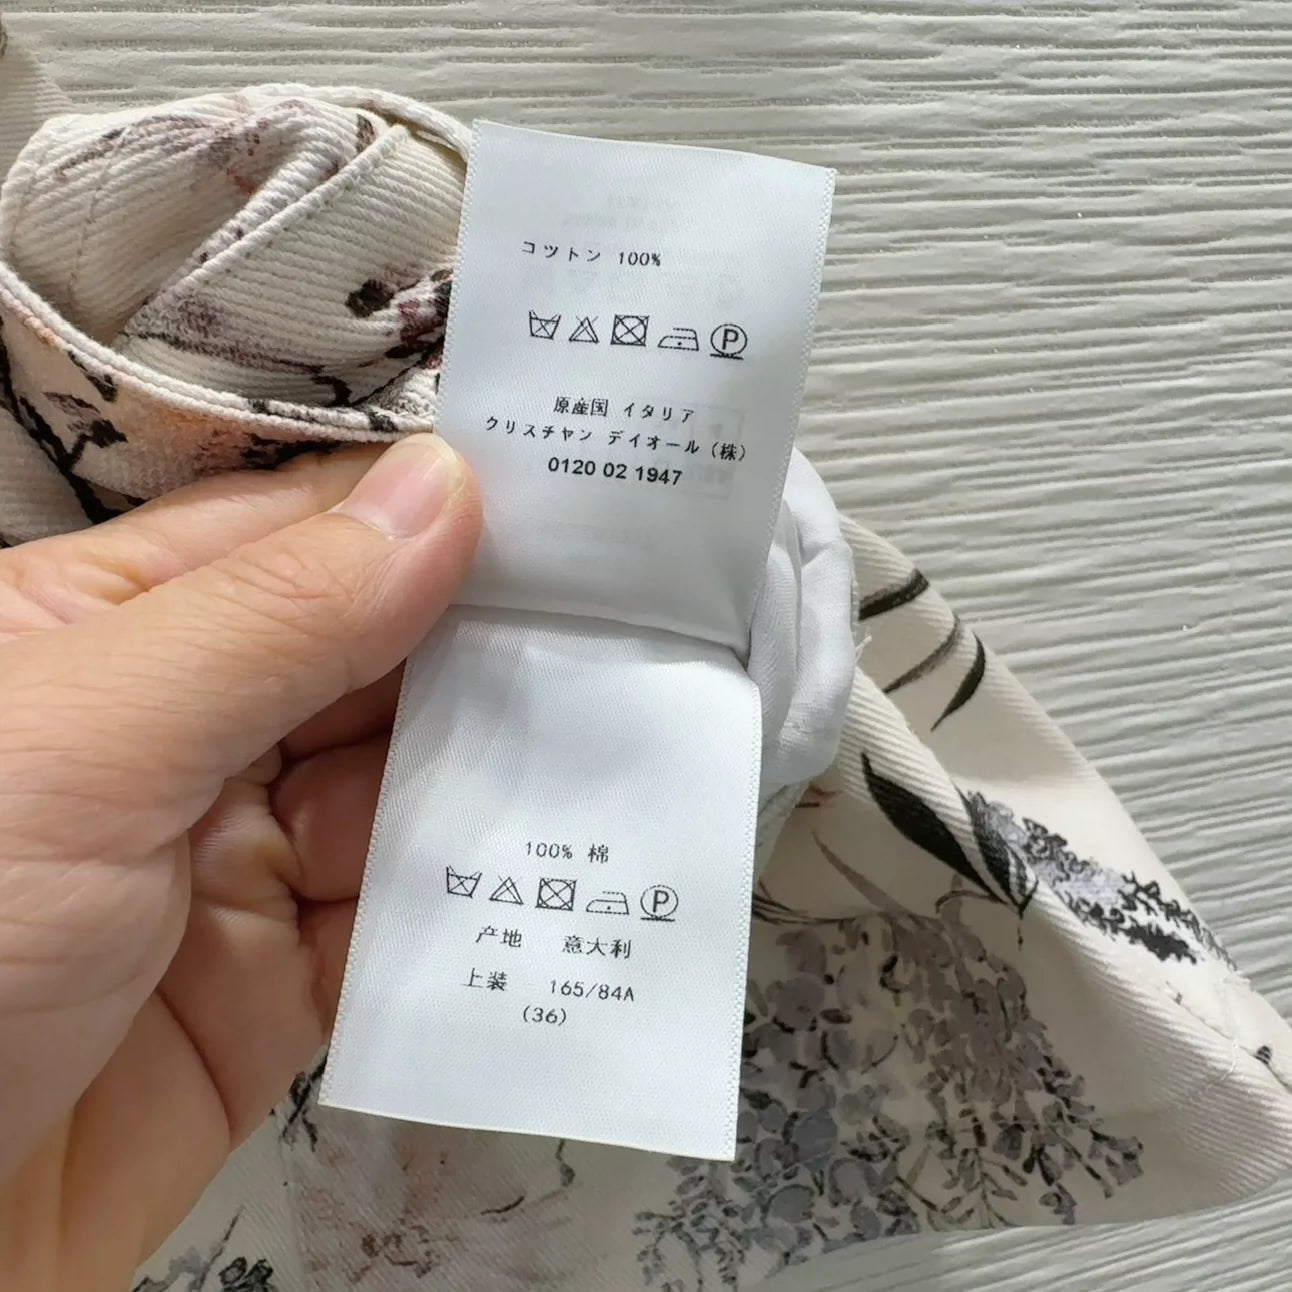 コットン 100%
P
原産国 イタリア
クリスチャン デイオール（株）
0120 02 1947
100% 棉
P
产地 意大利
上装 165/84A
(36)